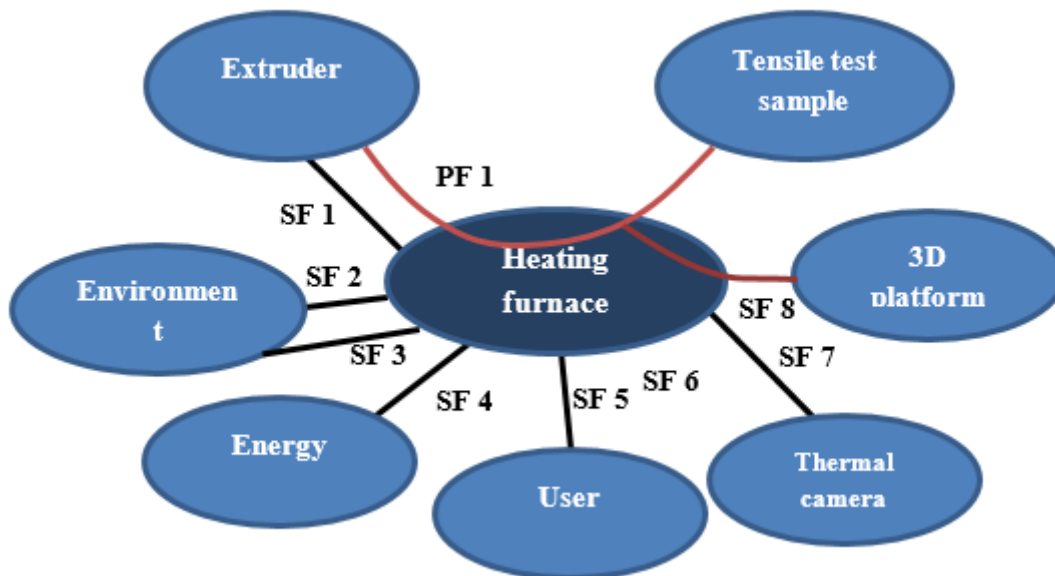 Extruder
Tensile test
sample
PF 1
SF 1
Heating
furnace
3D
platform
SF 2
Environmen
t
SF 8
SF 3
SF 7
SF 6
SF 4
SF 5
Energy
User
Thermal
camera